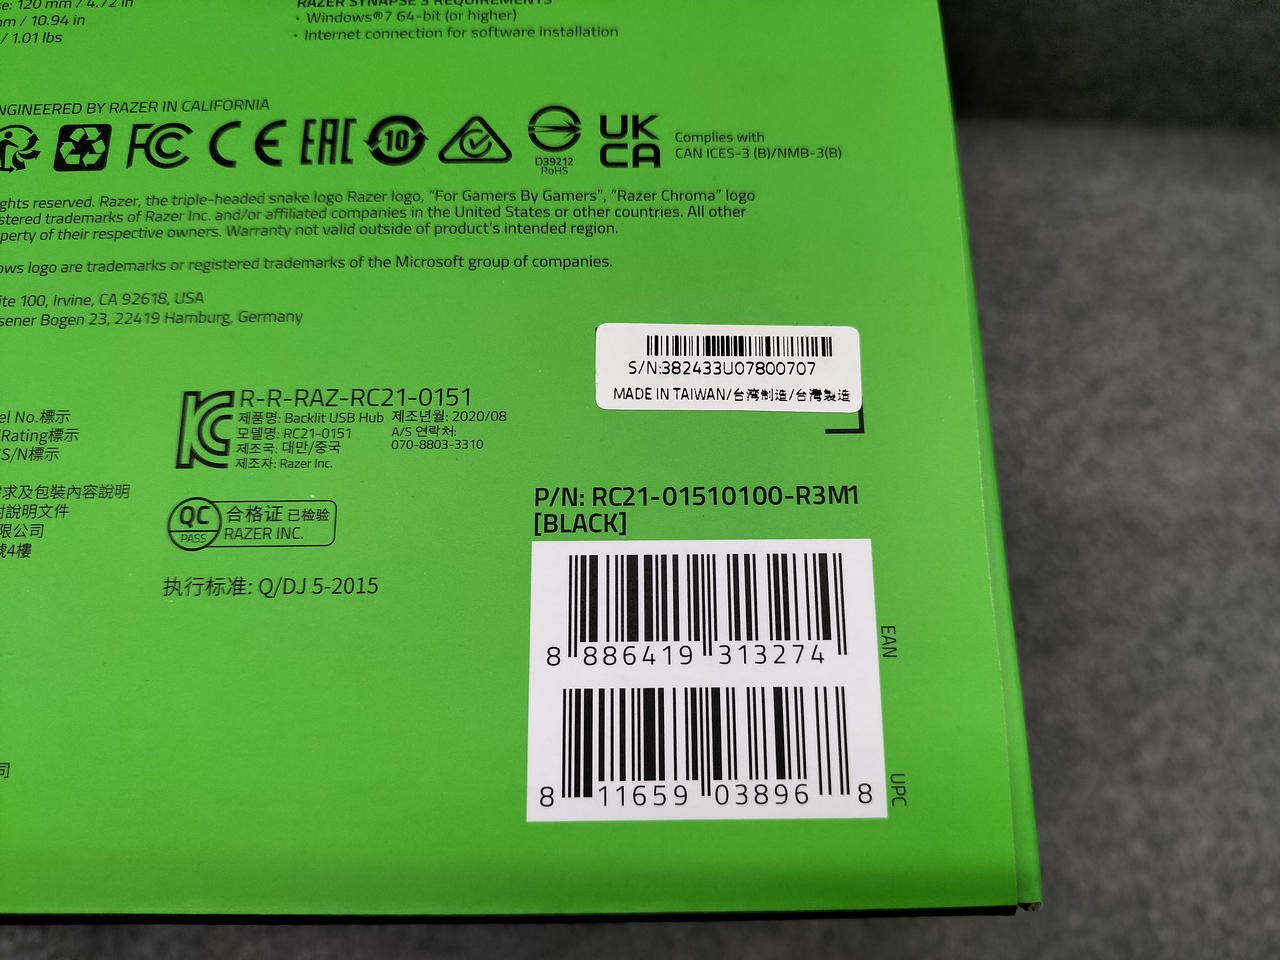 se: 120 mm / 4.72 in
mm / 10.94 in
/ 1.01 lbs
RAZER SYNAPSE 3 REQUIREMENTS
· Windows®7 64-bit (or higher)
· Internet connection for software installation
NGINEERED BY RAZER IN CALIFORNIA
FC CE EAC 10
D39212
RoHS
UK
CA
Complies with
CAN ICES-3 (B)/NMB-3(B)
ghts reserved. Razer, the triple-headed snake logo Razer logo, "For Gamers By Gamers", "Razer Chroma" logo
stered trademarks of Razer Inc. and/or affiliated companies in the United States or other countries. All other
perty of their respective owners. Warranty not valid outside of product's intended region.
ows logo are trademarks or registered trademarks of the Microsoft group of companies.
ite 100, Irvine, CA 92618, USA
sener Bogen 23, 22419 Hamburg, Germany
S/N:382433U07800707
MADE IN TAIWAN/台湾制造/台灣製造
R-R-RAZ-RC21-0151
제품명: Backlit USB Hub 제조년월: 2020/08
모델명: RC21-0151
제조국: 대만/중국
제조자: Razer Inc.
A/S 연락처:
070-8803-3310
el No.標示
Rating標示
S/N標示
求及包裝內容說明
說明文件
限公司
號4樓
QC
PASS
合格证 已检验
RAZER INC.
执行标准: Q/DJ 5-2015
司
P/N: RC21-01510100-R3M1
[BLACK]
8 886419 313274
EAN
8 11659 03896 8
UPC